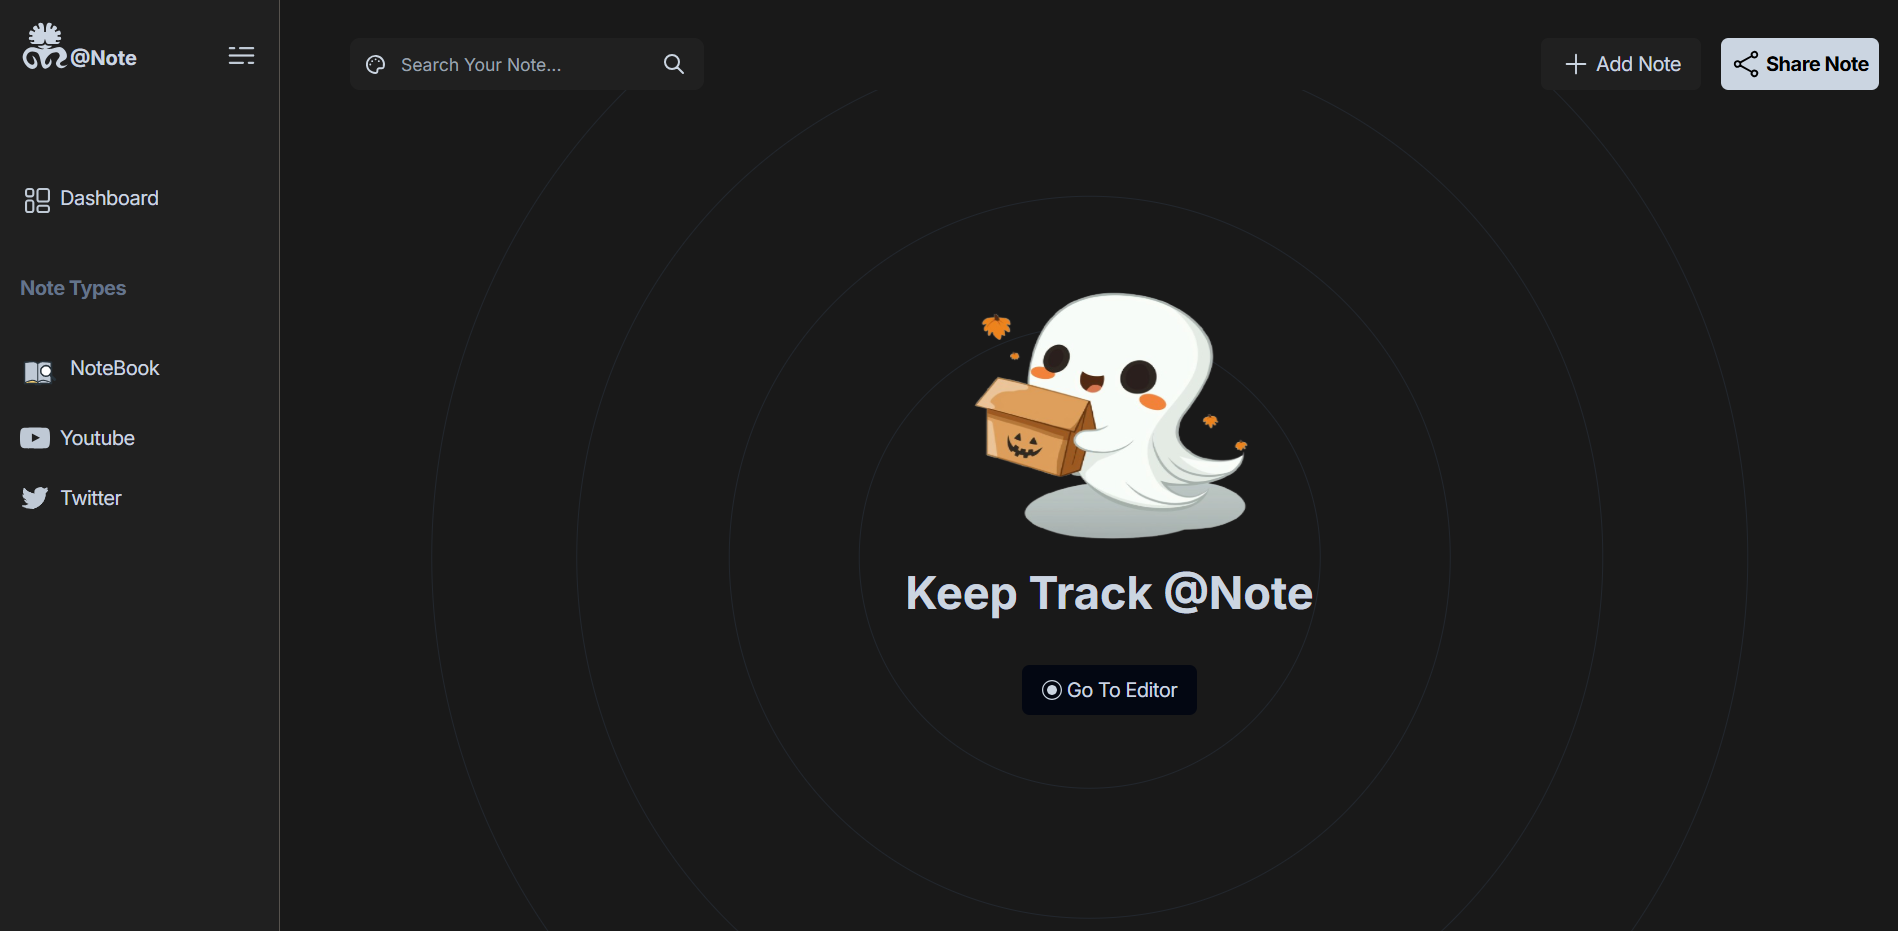 @Note
Search Your Note...
Add Note
Share Note
Dashboard
Note Types
NoteBook
Youtube
Twitter
Keep Track @Note
Go To Editor